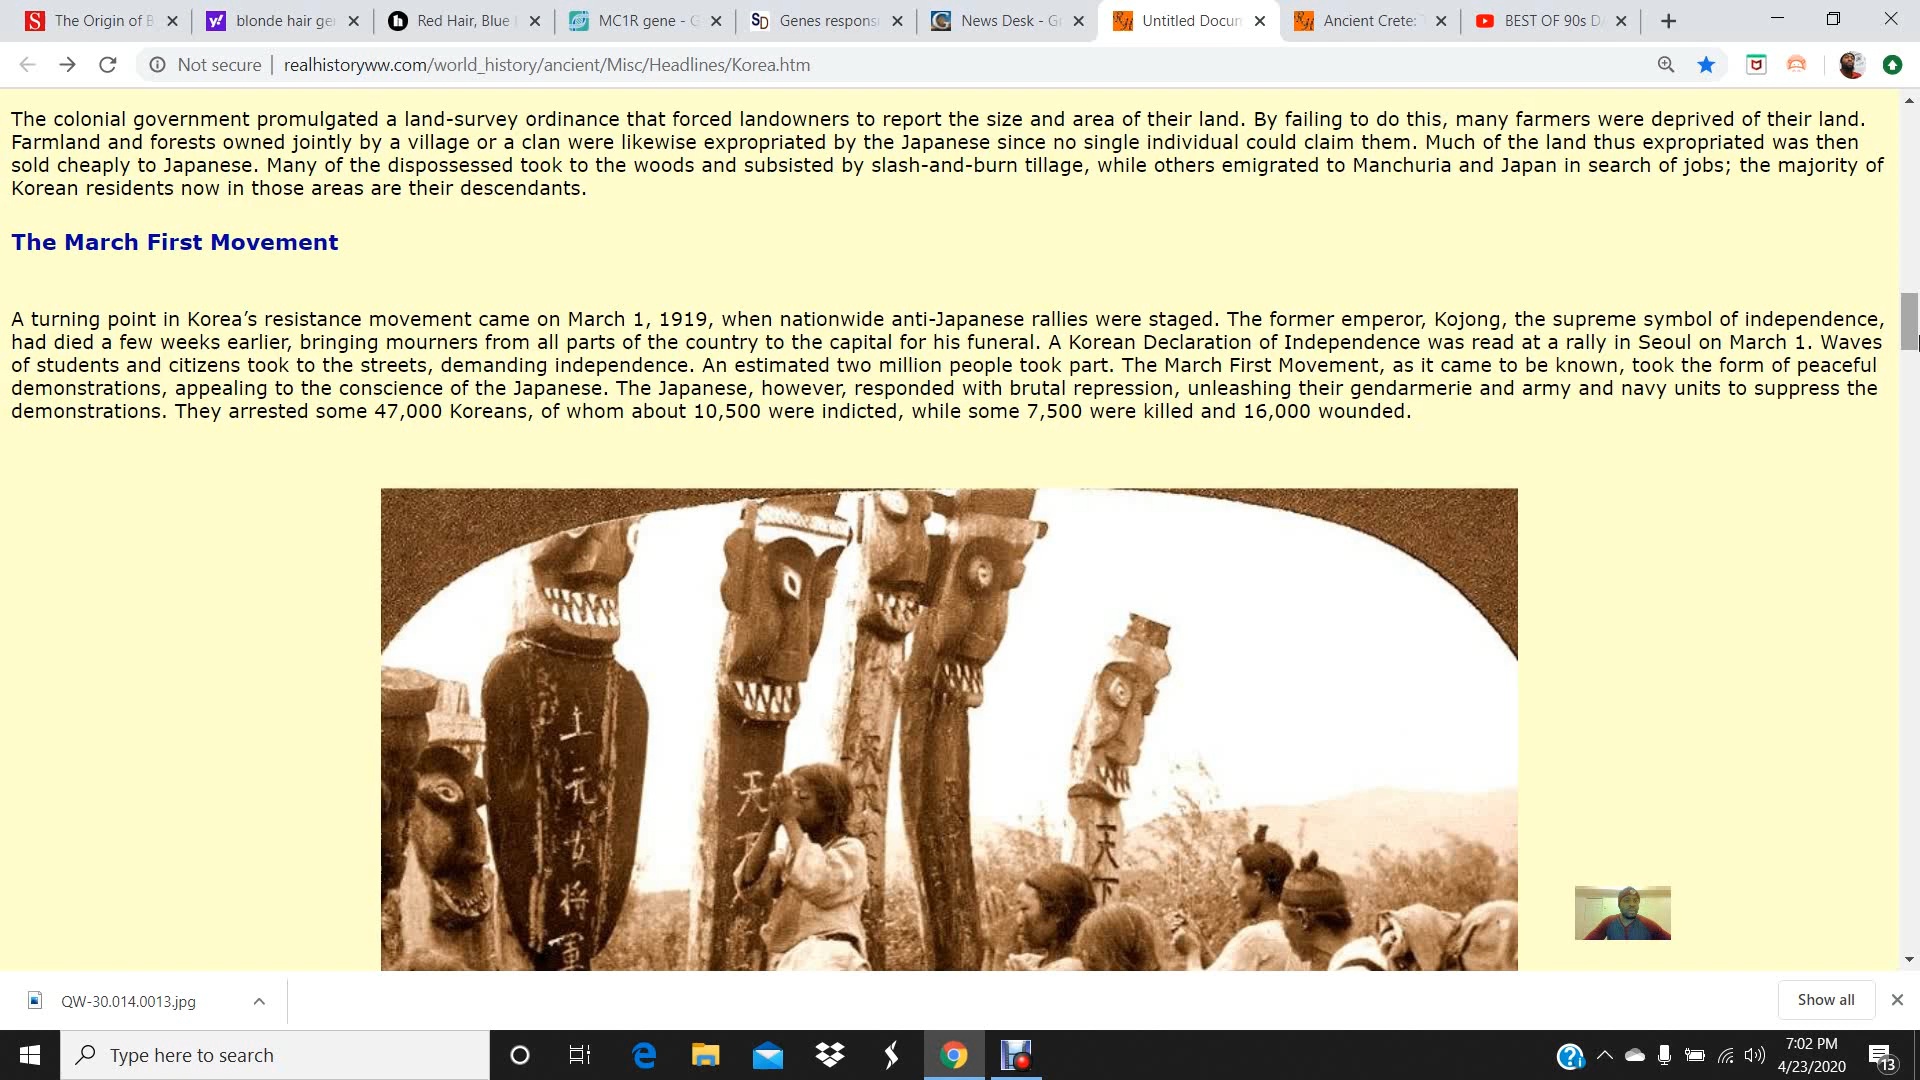 The Origin of B
blonde hair ge
Red Hair, Blue
MC1R gene - G
Genes respons
News Desk - G
Untitled Docun
Ancient Crete:
BEST OF 90s D
Not secure | realhistoryww.com/world_history/ancient/Misc/Headlines/Korea.htm
The colonial government promulgated a land-survey ordinance that forced landowners to report the size and area of their land. By failing to do this, many farmers were deprived of their land.
Farmland and forests owned jointly by a village or a clan were likewise expropriated by the Japanese since no single individual could claim them. Much of the land thus expropriated was then
sold cheaply to Japanese. Many of the dispossessed took to the woods and subsisted by slash-and-burn tillage, while others emigrated to Manchuria and Japan in search of jobs; the majority of
Korean residents now in those areas are their descendants.
The March First Movement
A turning point in Korea’s resistance movement came on March 1, 1919, when nationwide anti-Japanese rallies were staged. The former emperor, Kojong, the supreme symbol of independence,
had died a few weeks earlier, bringing mourners from all parts of the country to the capital for his funeral. A Korean Declaration of Independence was read at a rally in Seoul on March 1. Waves
of students and citizens took to the streets, demanding independence. An estimated two million people took part. The March First Movement, as it came to be known, took the form of peaceful
demonstrations, appealing to the conscience of the Japanese. The Japanese, however, responded with brutal repression, unleashing their gendarmerie and army and navy units to suppress the
demonstrations. They arrested some 47,000 Koreans, of whom about 10,500 were indicted, while some 7,500 were killed and 16,000 wounded.
土元女将軍
天
天下
QW-30.014.0013.jpg
Show all
Type here to search
7:02 PM
4/23/2020
13